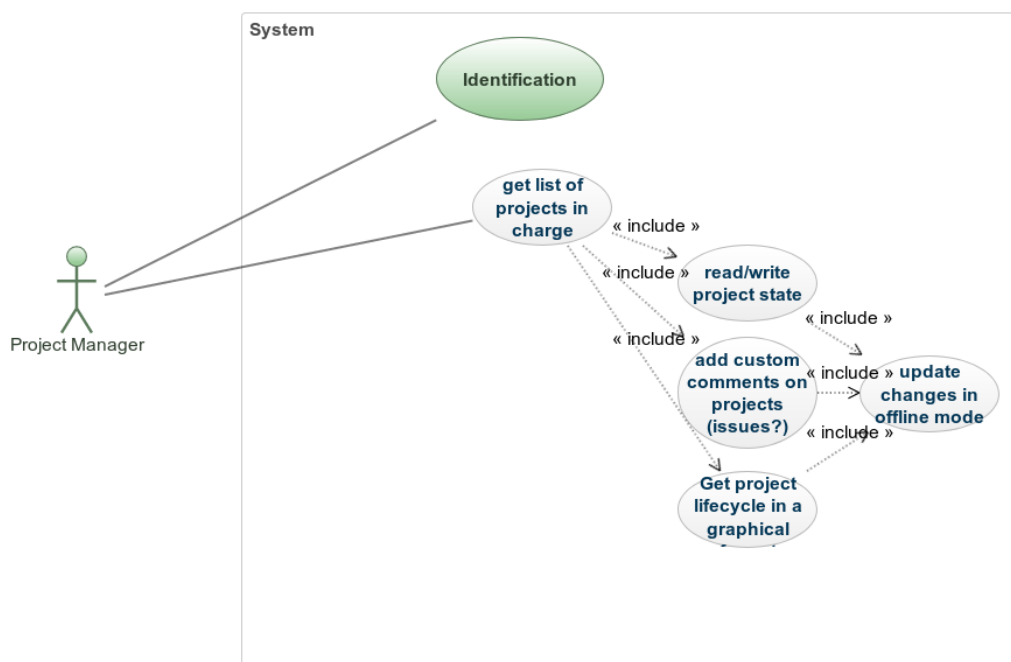 System
Identification
get list of
projects in
charge
« include »
« include »
read/write
project state
« include »
« include »
Project Manager
add custom
comments on
projects
(issues?)
« include »
update
changes in
offline mode
« include »
Get project
lifecycle in a
graphical